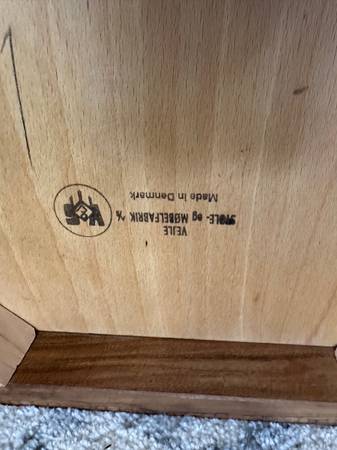 VEJLE
STOLE- og MØBELFABRIK A/S
Made in Denmark